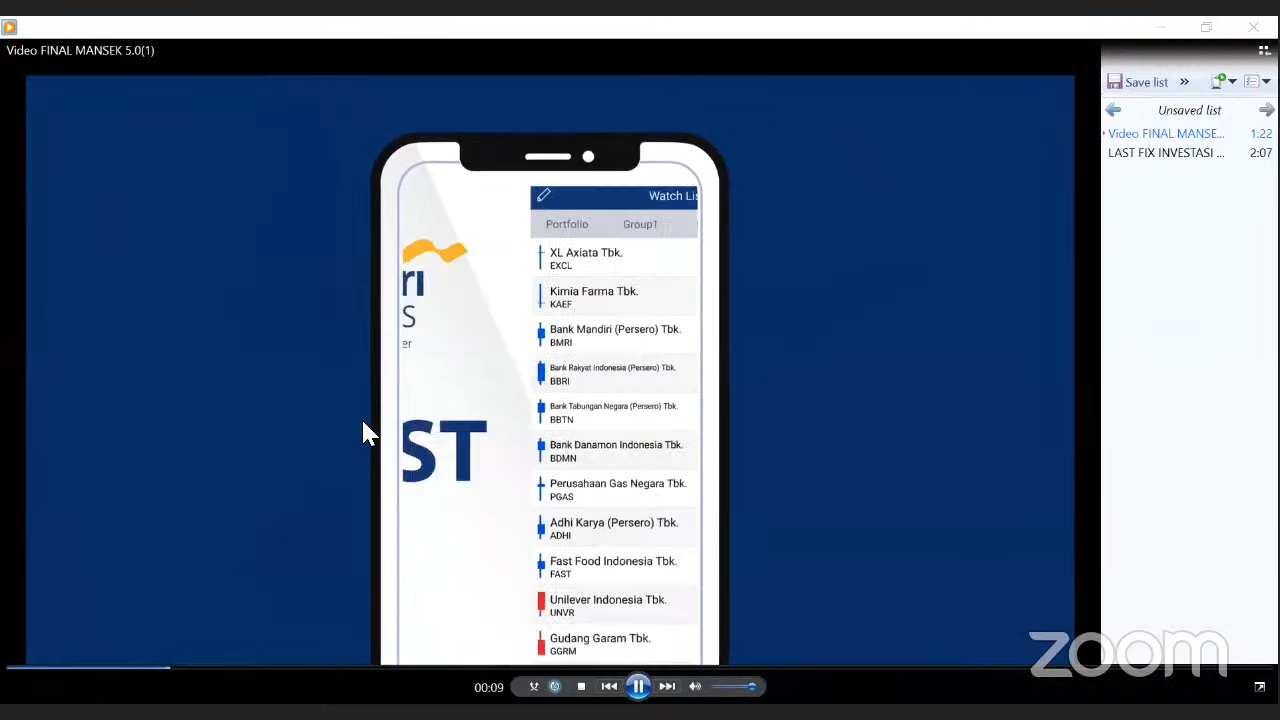 Video FINAL MANSEK 5.0(1)
Save list
Unsaved list
Video FINAL MANSE... 1:22
LAST FIX INVESTASI ... 2:07
Watch Lis
Portfolio Group1
XL Axiata Tbk.
EXCL
Kimia Farma Tbk.
KAEF
Bank Mandiri (Persero) Tbk.
BMRI
Bank Rakyat Indonesia (Persero) Tbk.
BBRI
Bank Tabungan Negara (Persero) Tbk.
BBTN
Bank Danamon Indonesia Tbk.
BDMN
Perusahaan Gas Negara Tbk.
PGAS
Adhi Karya (Persero) Tbk.
ADHI
Fast Food Indonesia Tbk.
FAST
Unilever Indonesia Tbk.
UNVR
Gudang Garam Tbk.
GGRM
ri
S
er
ST
00:09
zoom